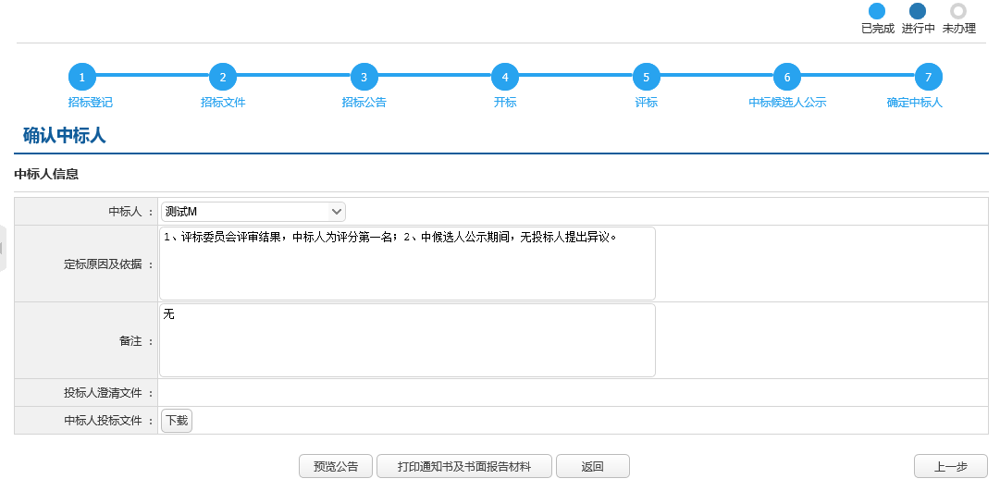 已完成 进行中 未办理
1 2 3 4 5 6 7
招标登记 招标文件 招标公告 开标 评标 中标候选人公示 确定中标人
确认中标人
中标人信息
中标人 : 测试M
定标原因及依据 : 1、评标委员会评审结果，中标人为评分第一名；2、中候选人公示期间，无投标人提出异议。
备注 : 无
投标人澄清文件 :
中标人投标文件 : 下载
预览公告 打印通知书及书面报告材料 返回 上一步